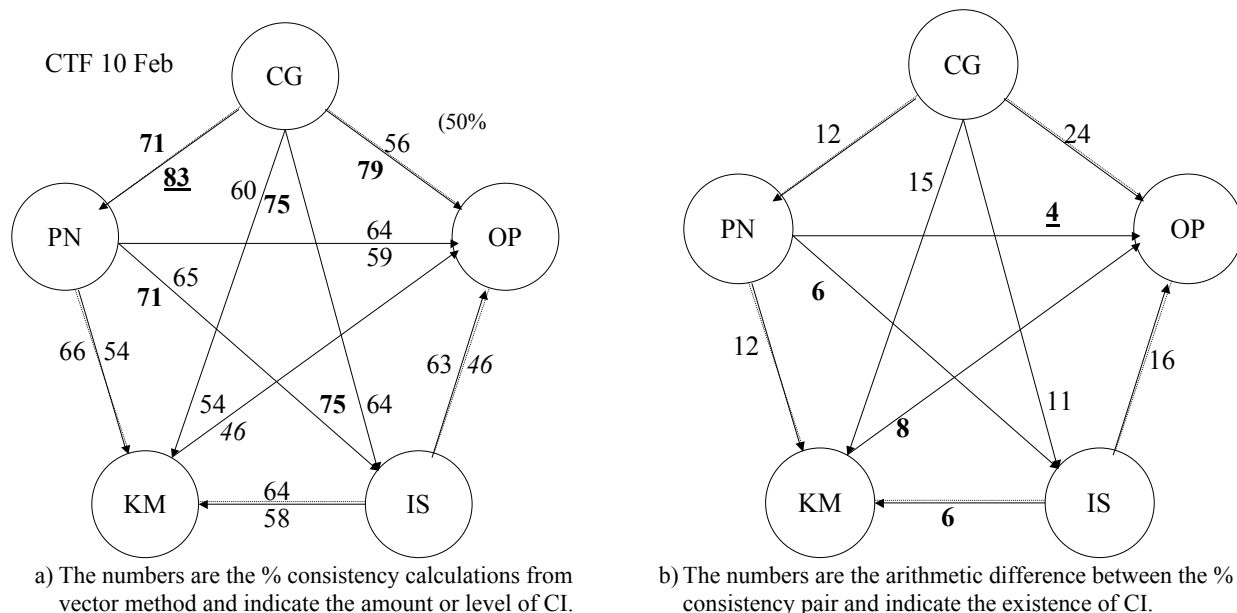 CTF 10 Feb
CG
(50%
71
83
56
79
60
75
PN
64
59
OP
65
71
66
54
63
46
54
46
75
64
KM
64
58
IS
a) The numbers are the % consistency calculations from
vector method and indicate the amount or level of CI.
CG
12
24
15
PN
4
OP
6
12
16
11
8
KM
6
IS
b) The numbers are the arithmetic difference between the %
consistency pair and indicate the existence of CI.